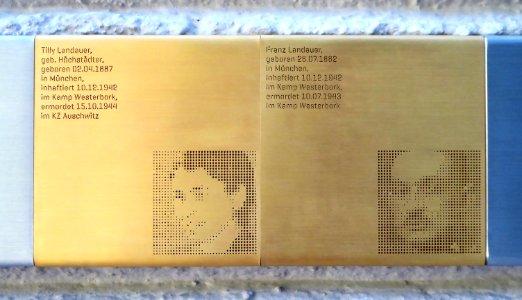 Tilly Landauer,
geb. Höchstädter,
geboren 02.04.1887
in München,
inhaftiert 10.12.1942
im Kamp Westerbork,
ermordet 15.10.1944
im KZ Auschwitz
Franz Landauer,
geboren 26.07.1882
in München,
inhaftiert 10.12.1942
im Kamp Westerbork,
ermordet 10.07.1943
im Kamp Westerbork